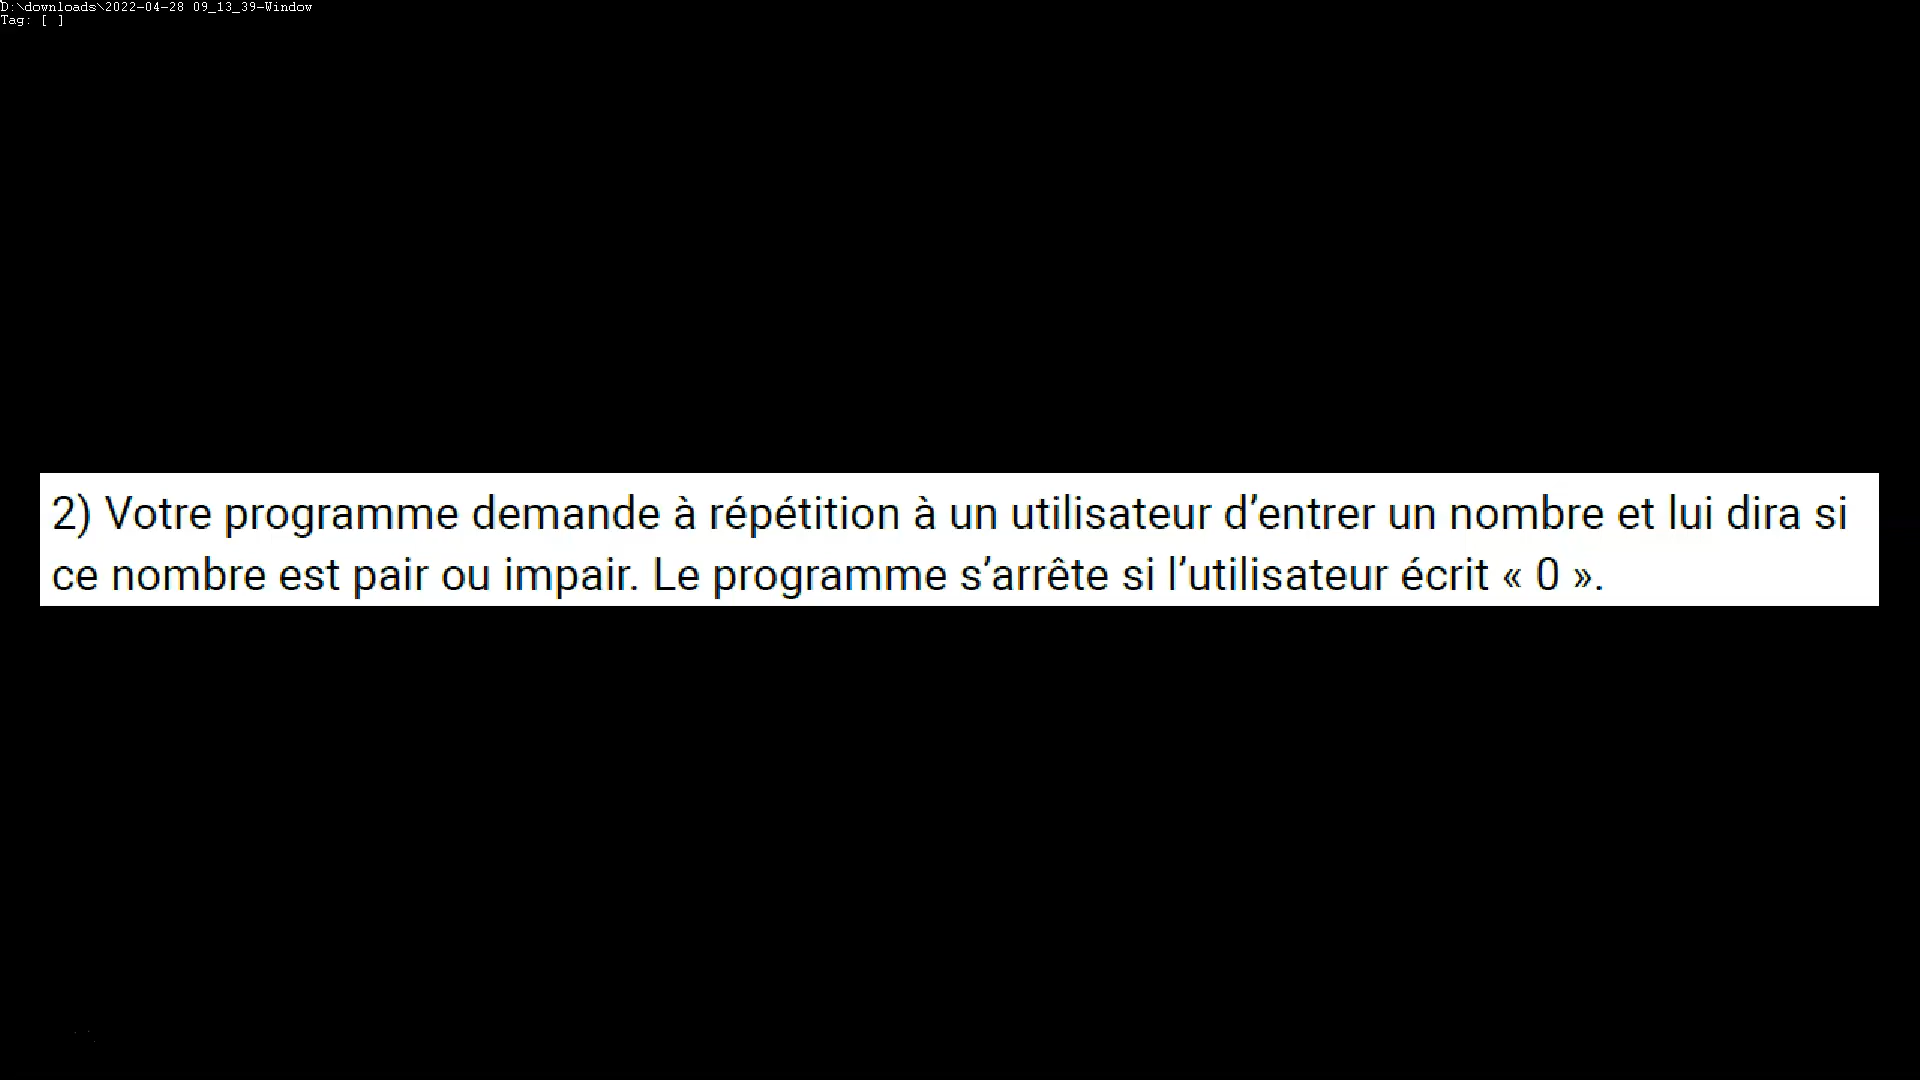 D:\downloads\2022-04-28 09_13_39-Window
Tag: [ ]
2) Votre programme demande à répétition à un utilisateur d’entrer un nombre et lui dira si
ce nombre est pair ou impair. Le programme s’arrête si l’utilisateur écrit « 0 ».